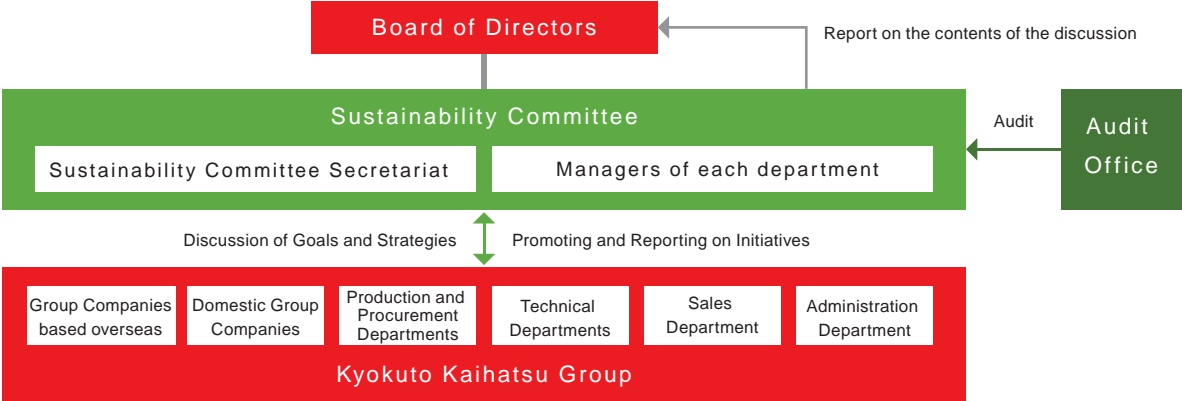 Board of Directors
Report on the contents of the discussion
Sustainability Committee
Sustainability Committee Secretariat
Managers of each department
Audit
Audit
Office
Discussion of Goals and Strategies
Promoting and Reporting on Initiatives
Group Companies
based overseas
Domestic Group
Companies
Production and
Procurement
Departments
Technical
Departments
Sales
Department
Administration
Department
Kyokuto Kaihatsu Group